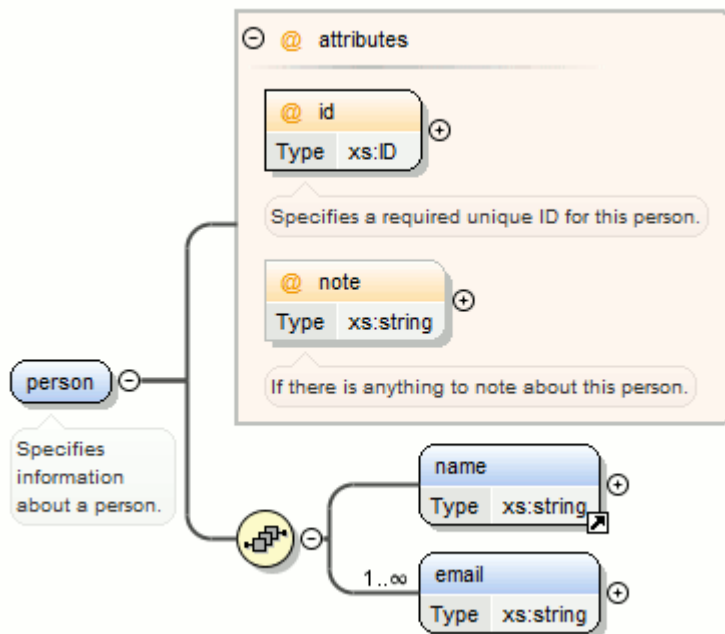 @ attributes
@ id
Type xs:ID
Specifies a required unique ID for this person.
@ note
Type xs:string
If there is anything to note about this person.
person
Specifies
information
about a person.
name
Type xs:string
1..∞
email
Type xs:string